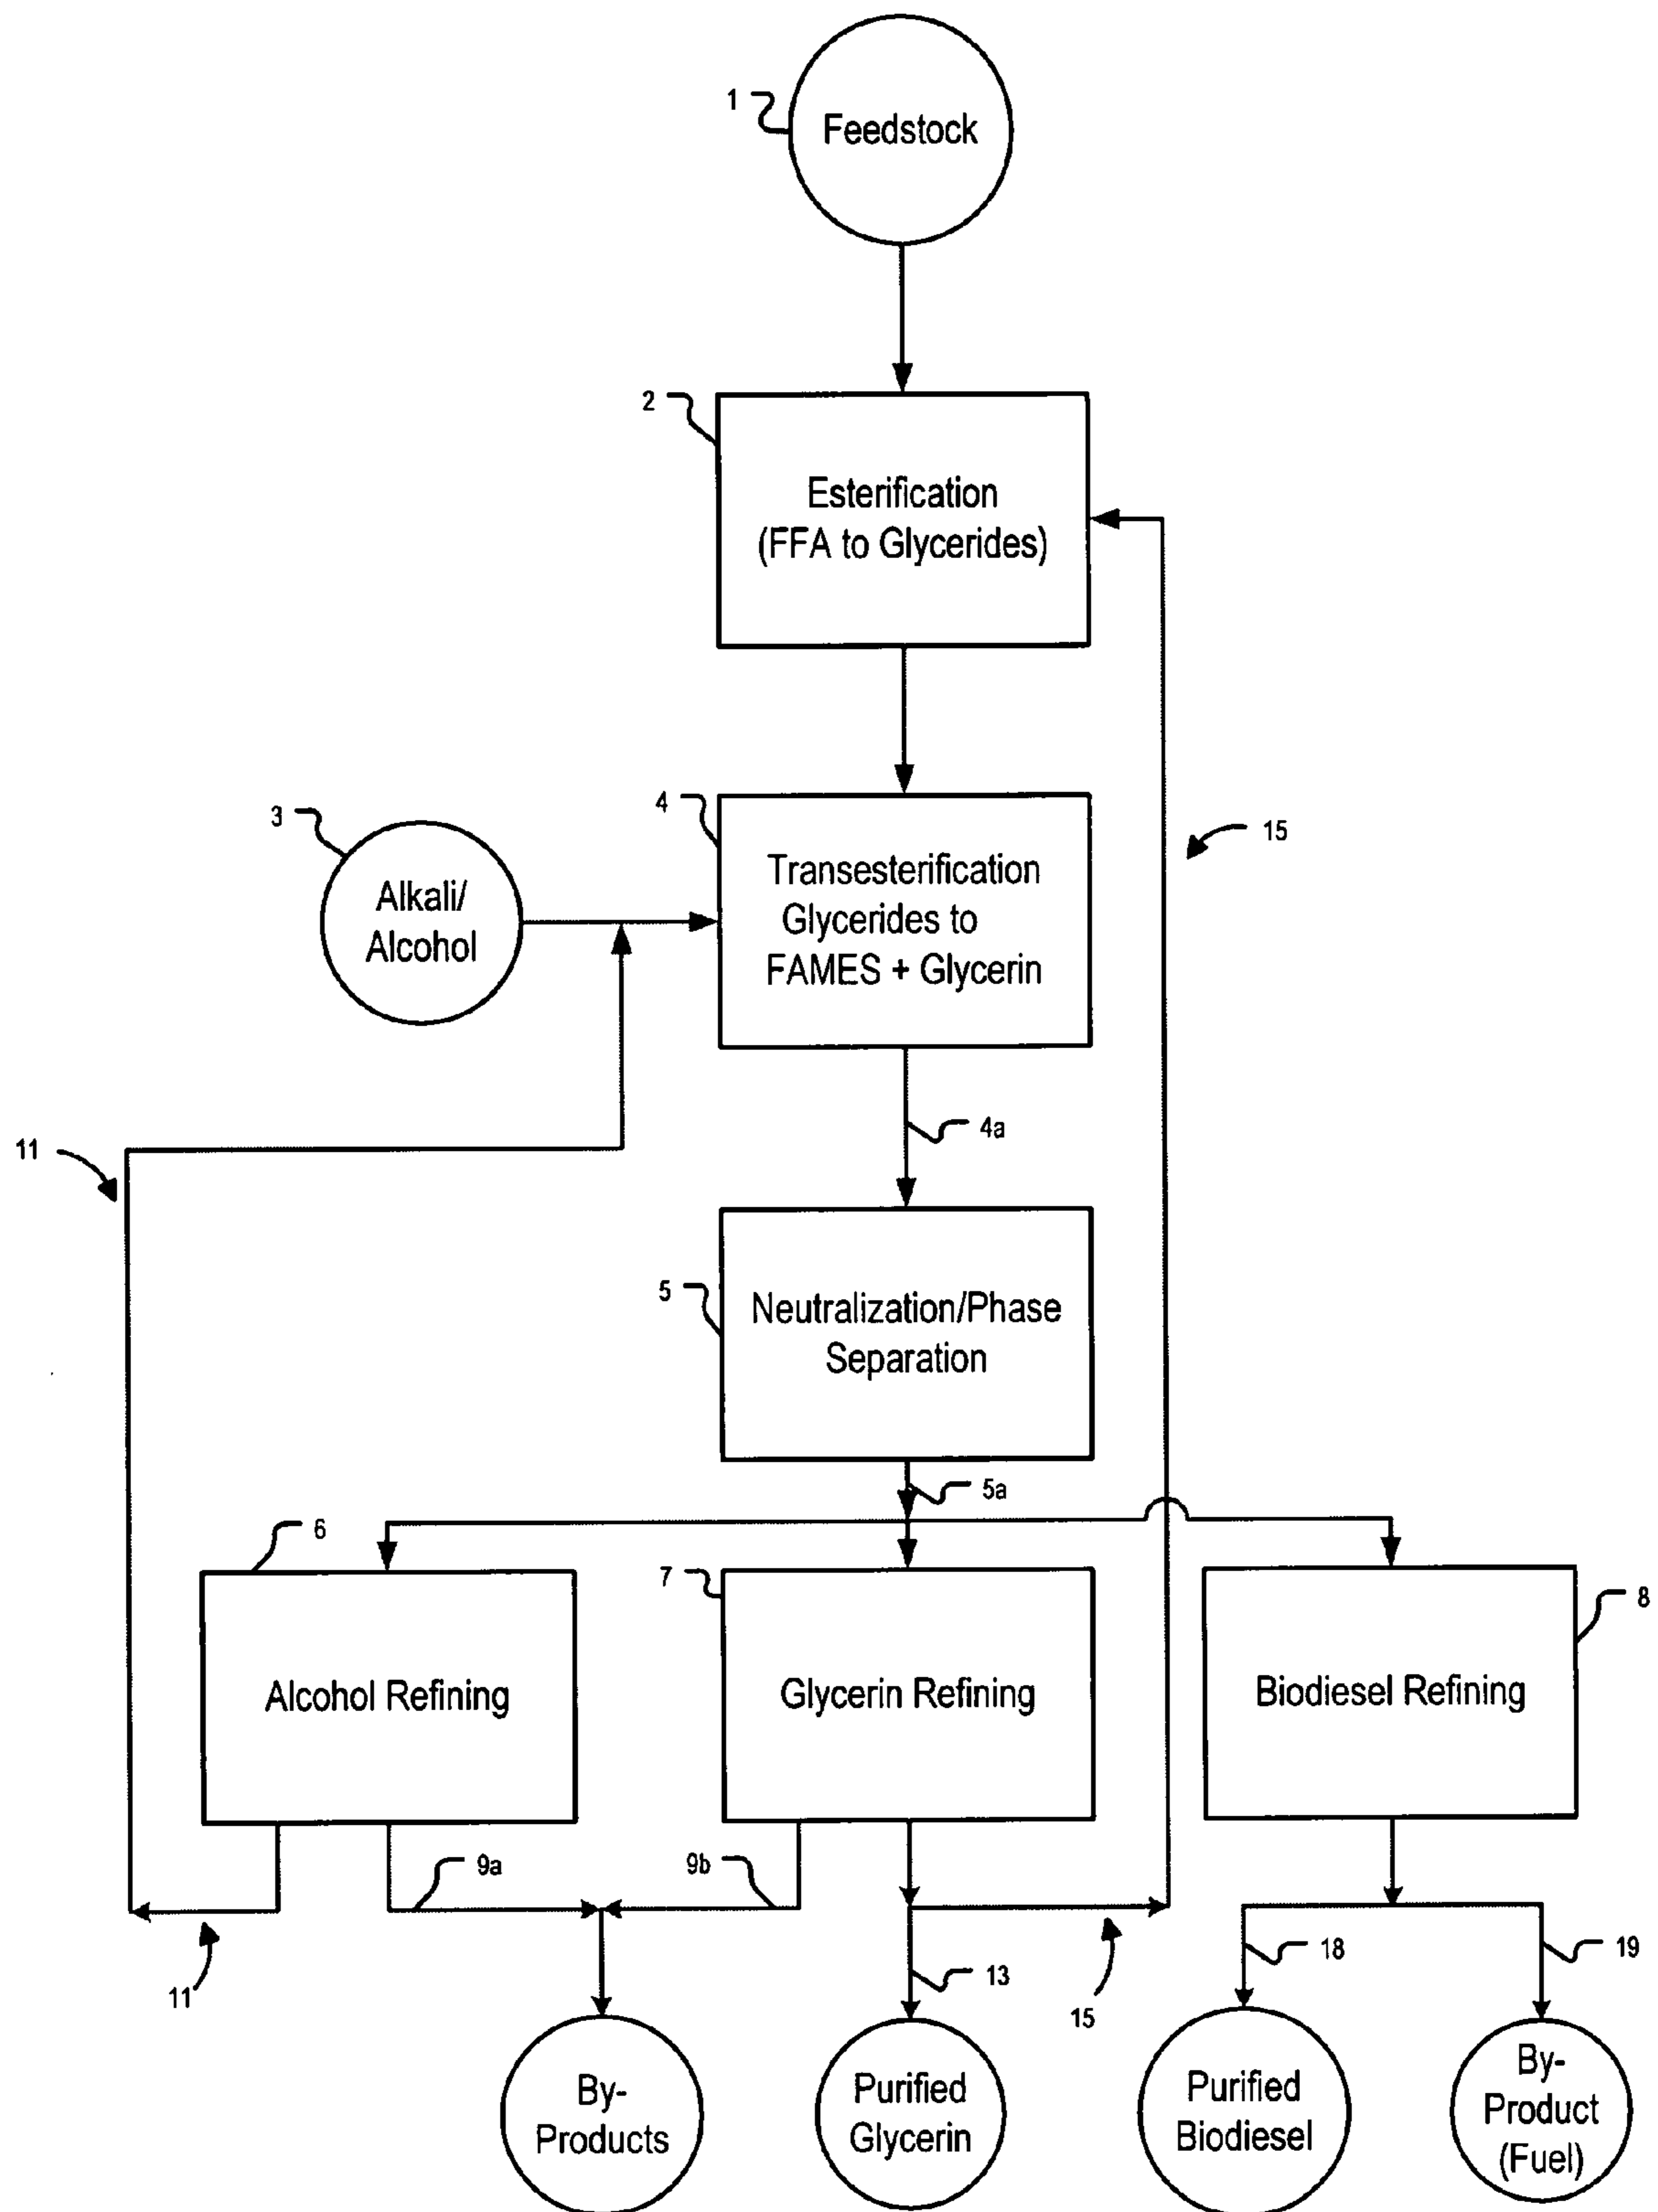 1
Feedstock
2
Esterification
(FFA to Glycerides)
3
Alkali/
Alcohol
4
Transesterification
Glycerides to
FAMES + Glycerin
15
4a
11
5
Neutralization/Phase
Separation
5a
6
Alcohol Refining
7
Glycerin Refining
8
Biodiesel Refining
9a
9b
11
13
15
18
19
By-
Products
Purified
Glycerin
Purified
Biodiesel
By-
Product
(Fuel)